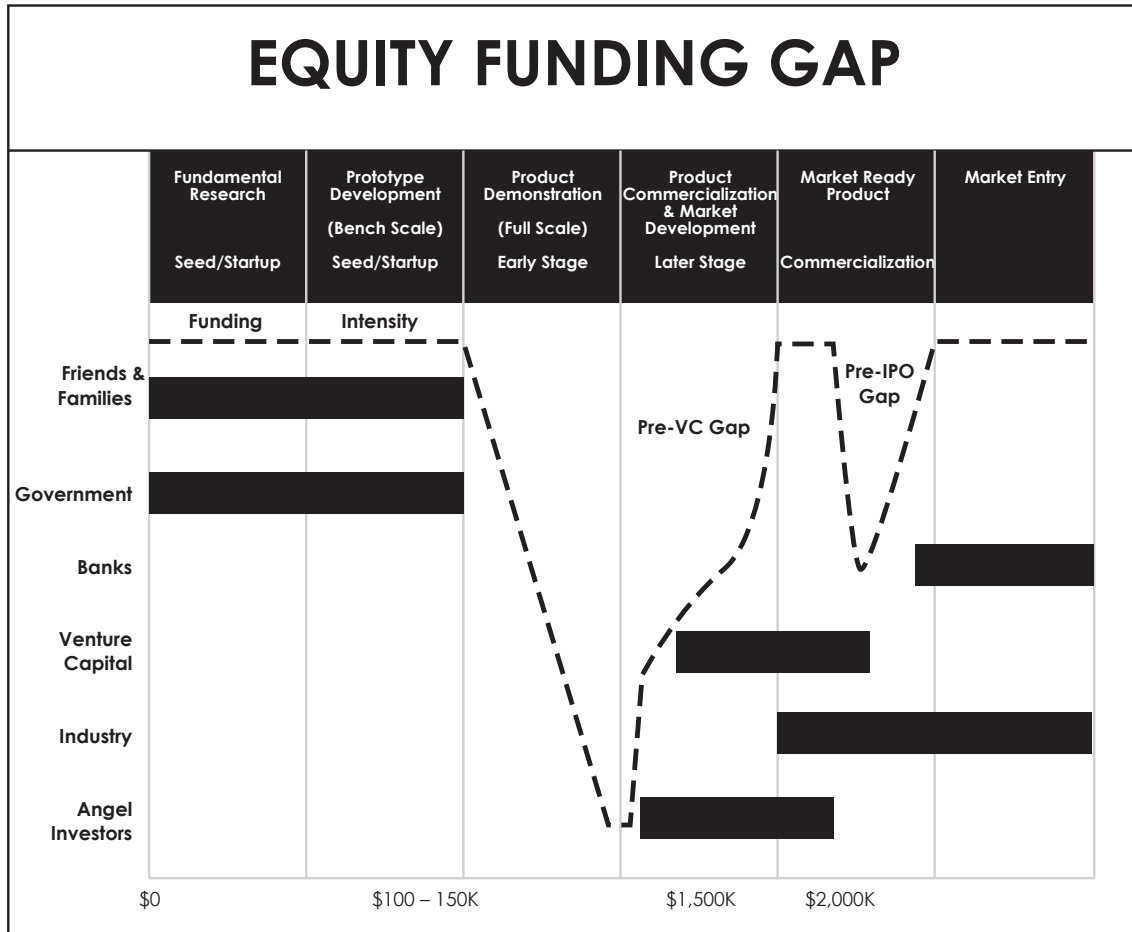 EQUITY FUNDING GAP
Fundamental
Research
Seed/Startup
Prototype
Development
(Bench Scale)
Seed/Startup
Product
Demonstration
(Full Scale)
Early Stage
Product
Commercialization
& Market
Development
Later Stage
Market Ready
Product
Commercialization
Market Entry
Funding
Intensity
Friends &
Families
Pre-IPO
Gap
Pre-VC Gap
Government
Banks
Venture
Capital
Industry
Angel
Investors
$0
$100 – 150K
$1,500K
$2,000K